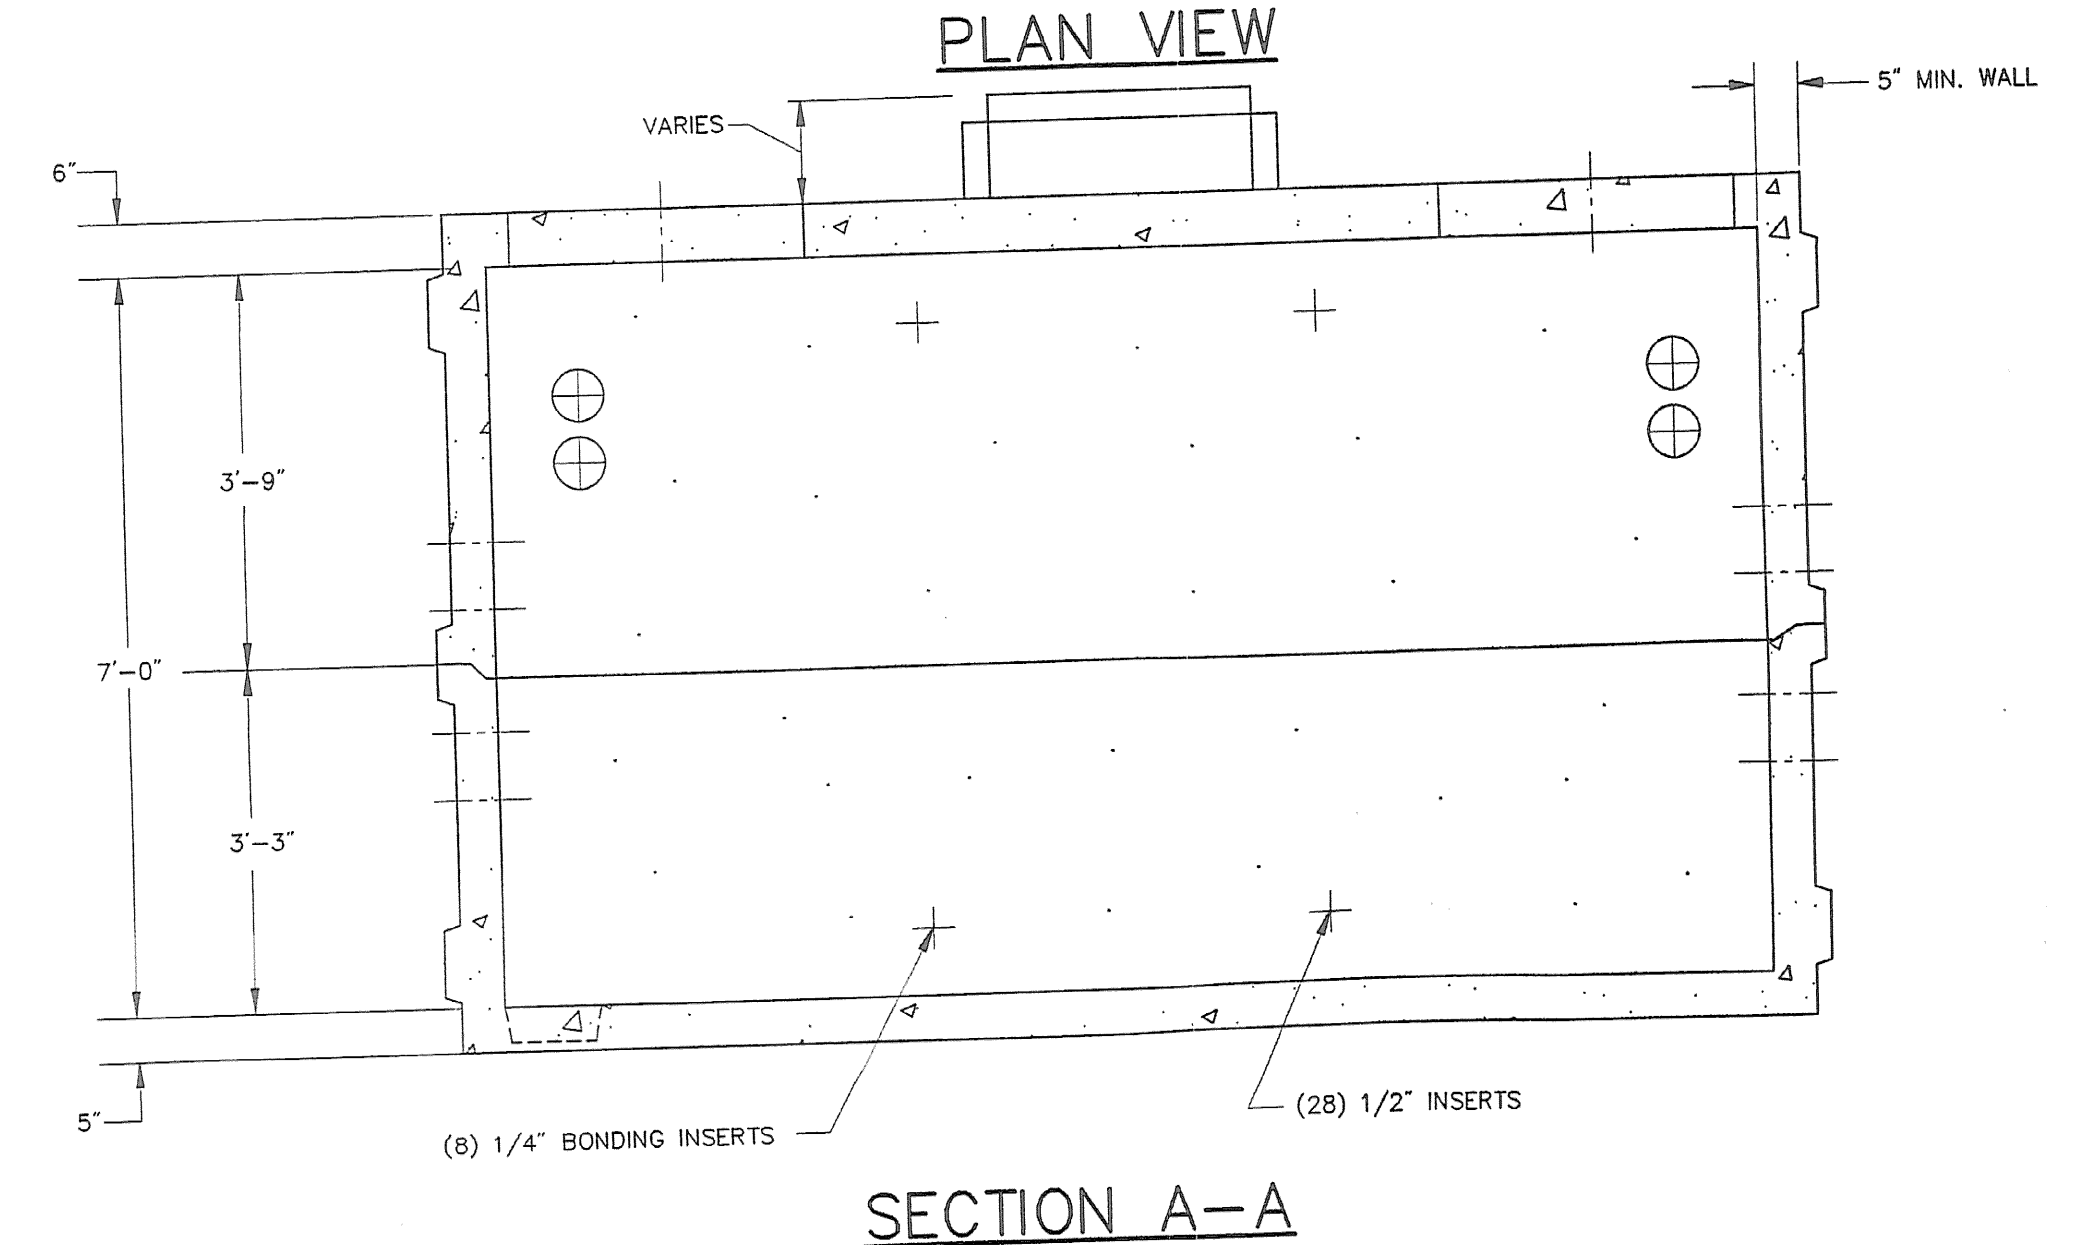 PLAN VIEW
5" MIN. WALL
VARIES
6"
3'-9"
7'-0"
3'-3"
5"
(28) 1/2" INSERTS
(8) 1/4" BONDING INSERTS
SECTION A-A